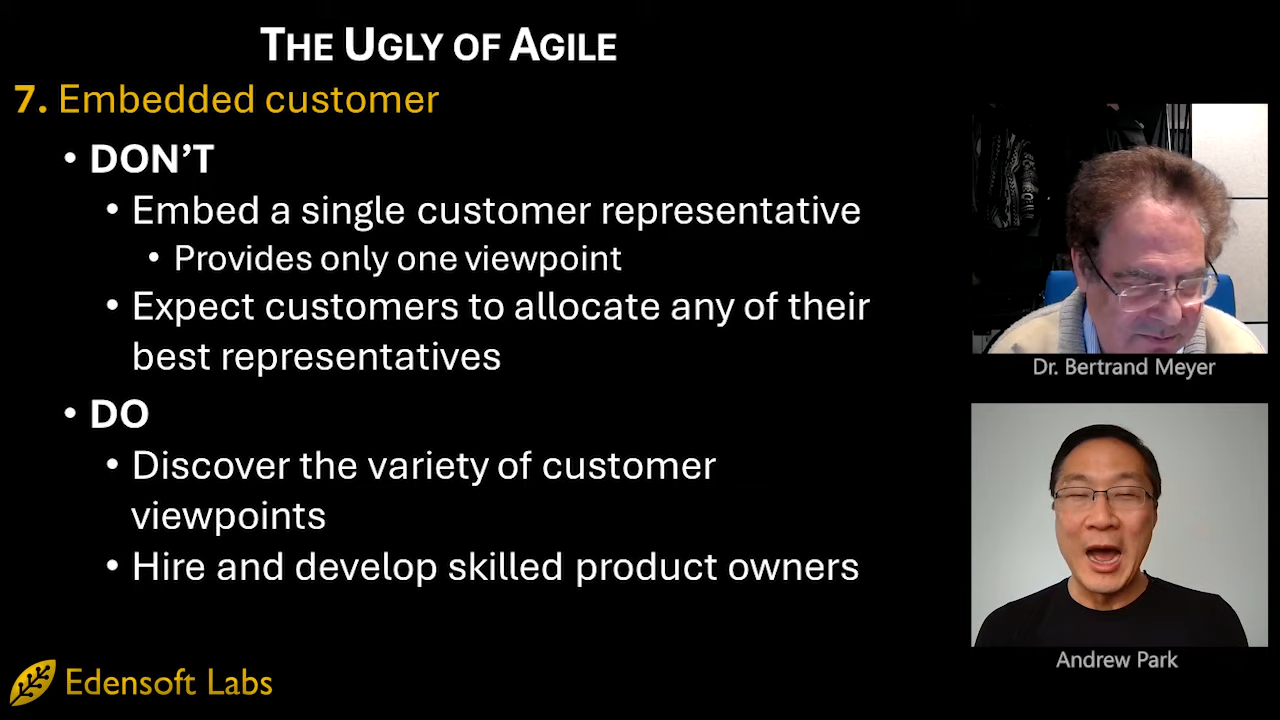 THE UGLY OF AGILE
7. Embedded customer
• DON'T
• Embed a single customer representative
• Provides only one viewpoint
• Expect customers to allocate any of their
best representatives
• DO
• Discover the variety of customer
viewpoints
• Hire and develop skilled product owners
Dr. Bertrand Meyer
Andrew Park
Edensoft Labs